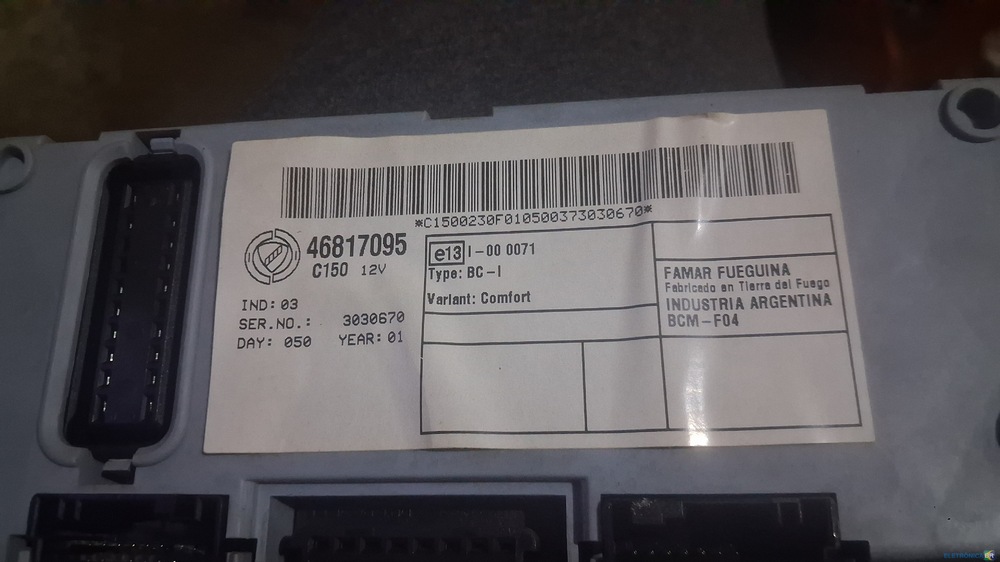 *C1500230F010500373030670*
46817095
C150 12V
IND: 03
SER.NO.: 3030670
DAY: 050 YEAR: 01
e13 I-00 0071
Type: BC-I
Variant: Comfort
FAMAR FUEGUINA
Fabricado en Tierra del Fuego
INDUSTRIA ARGENTINA
BCM-F04